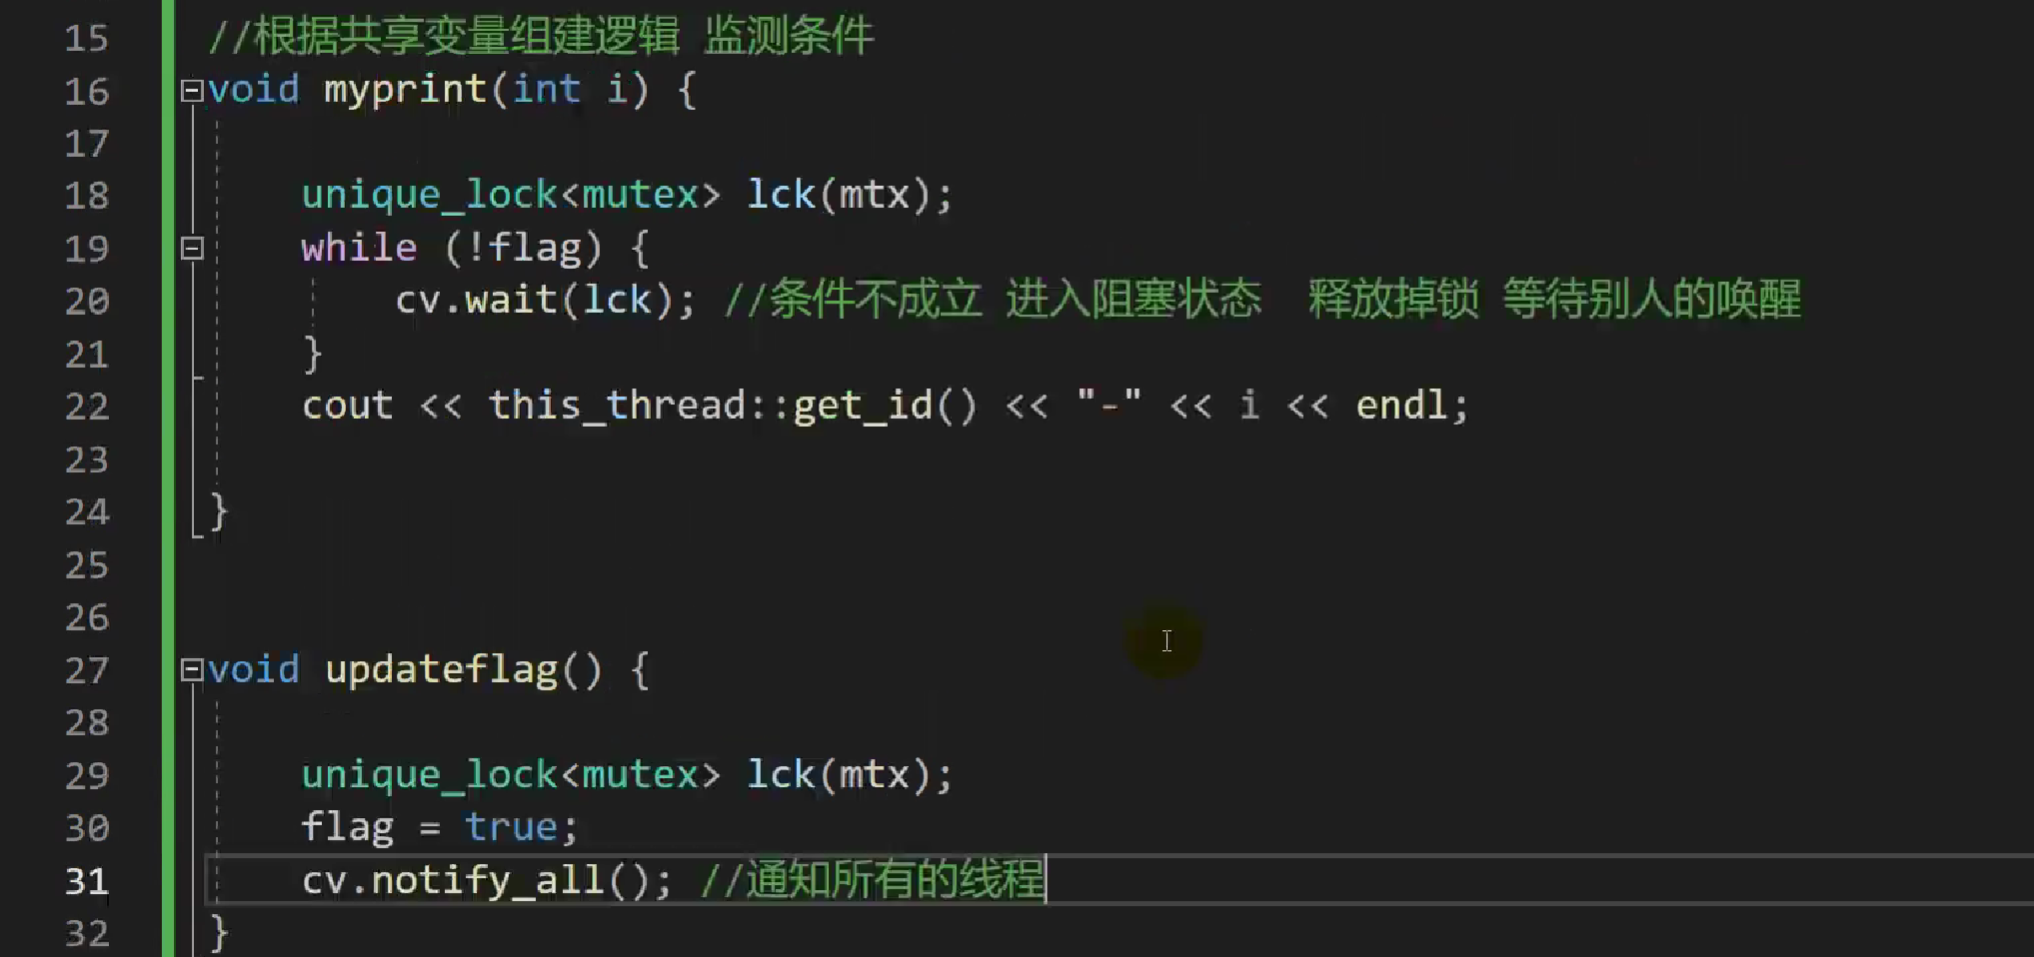 15 //根据共享变量组建逻辑 监测条件
16 void myprint(int i) {
17
18 unique_lock<mutex> lck(mtx);
19 while (!flag) {
20 cv.wait(lck); //条件不成立 进入阻塞状态  释放掉锁 等待别人的唤醒
21 }
22 cout << this_thread::get_id() << "-" << i << endl;
23
24 }
25
26
27 void updateflag() {
28
29 unique_lock<mutex> lck(mtx);
30 flag = true;
31 cv.notify_all(); //通知所有的线程
32 }